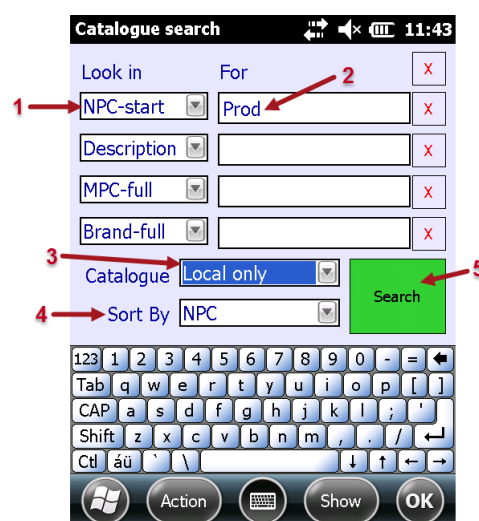 Catalogue search 11:43
Look in For X
2
1 NPC-start Prod X
Description X
MPC-full X
Brand-full X
3
Catalogue Local only
5
Search
4 Sort By NPC
123 1 2 3 4 5 6 7 8 9 0 - =
Tab q w e r t y u i o p [ ]
CAP a s d f g h j k l ; '
Shift z x c v b n m , . /
Ctl áü ` \
Action Show OK